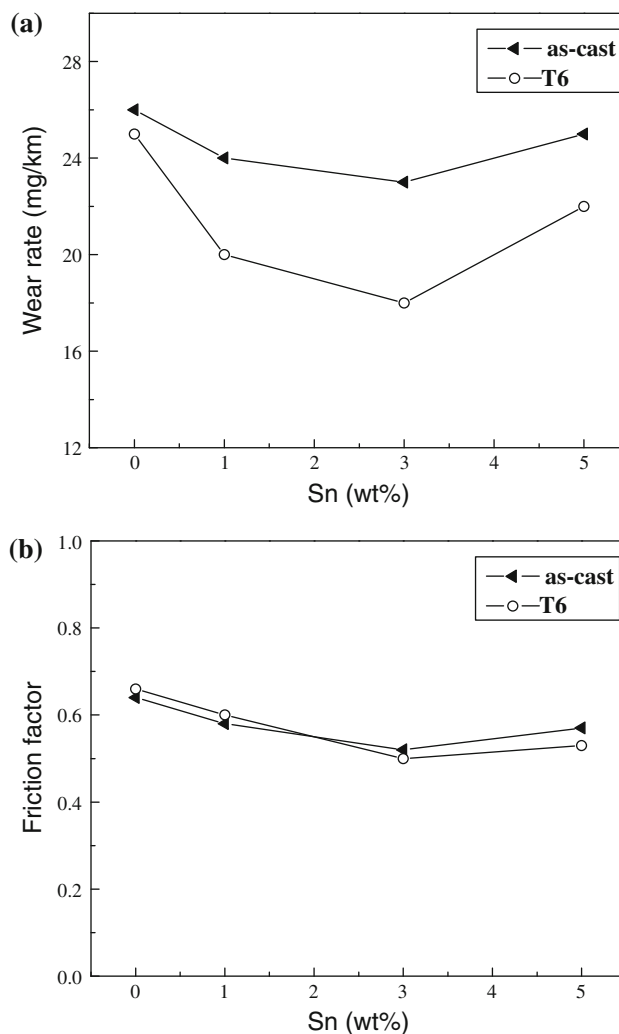 (a)
28
24
20
16
12
Wear rate (mg/km)
as-cast
T6
0 1 2 3 4 5
Sn (wt%)
(b)
1.0
0.8
0.6
0.4
0.2
0.0
Friction factor
as-cast
T6
0 1 2 3 4 5
Sn (wt%)